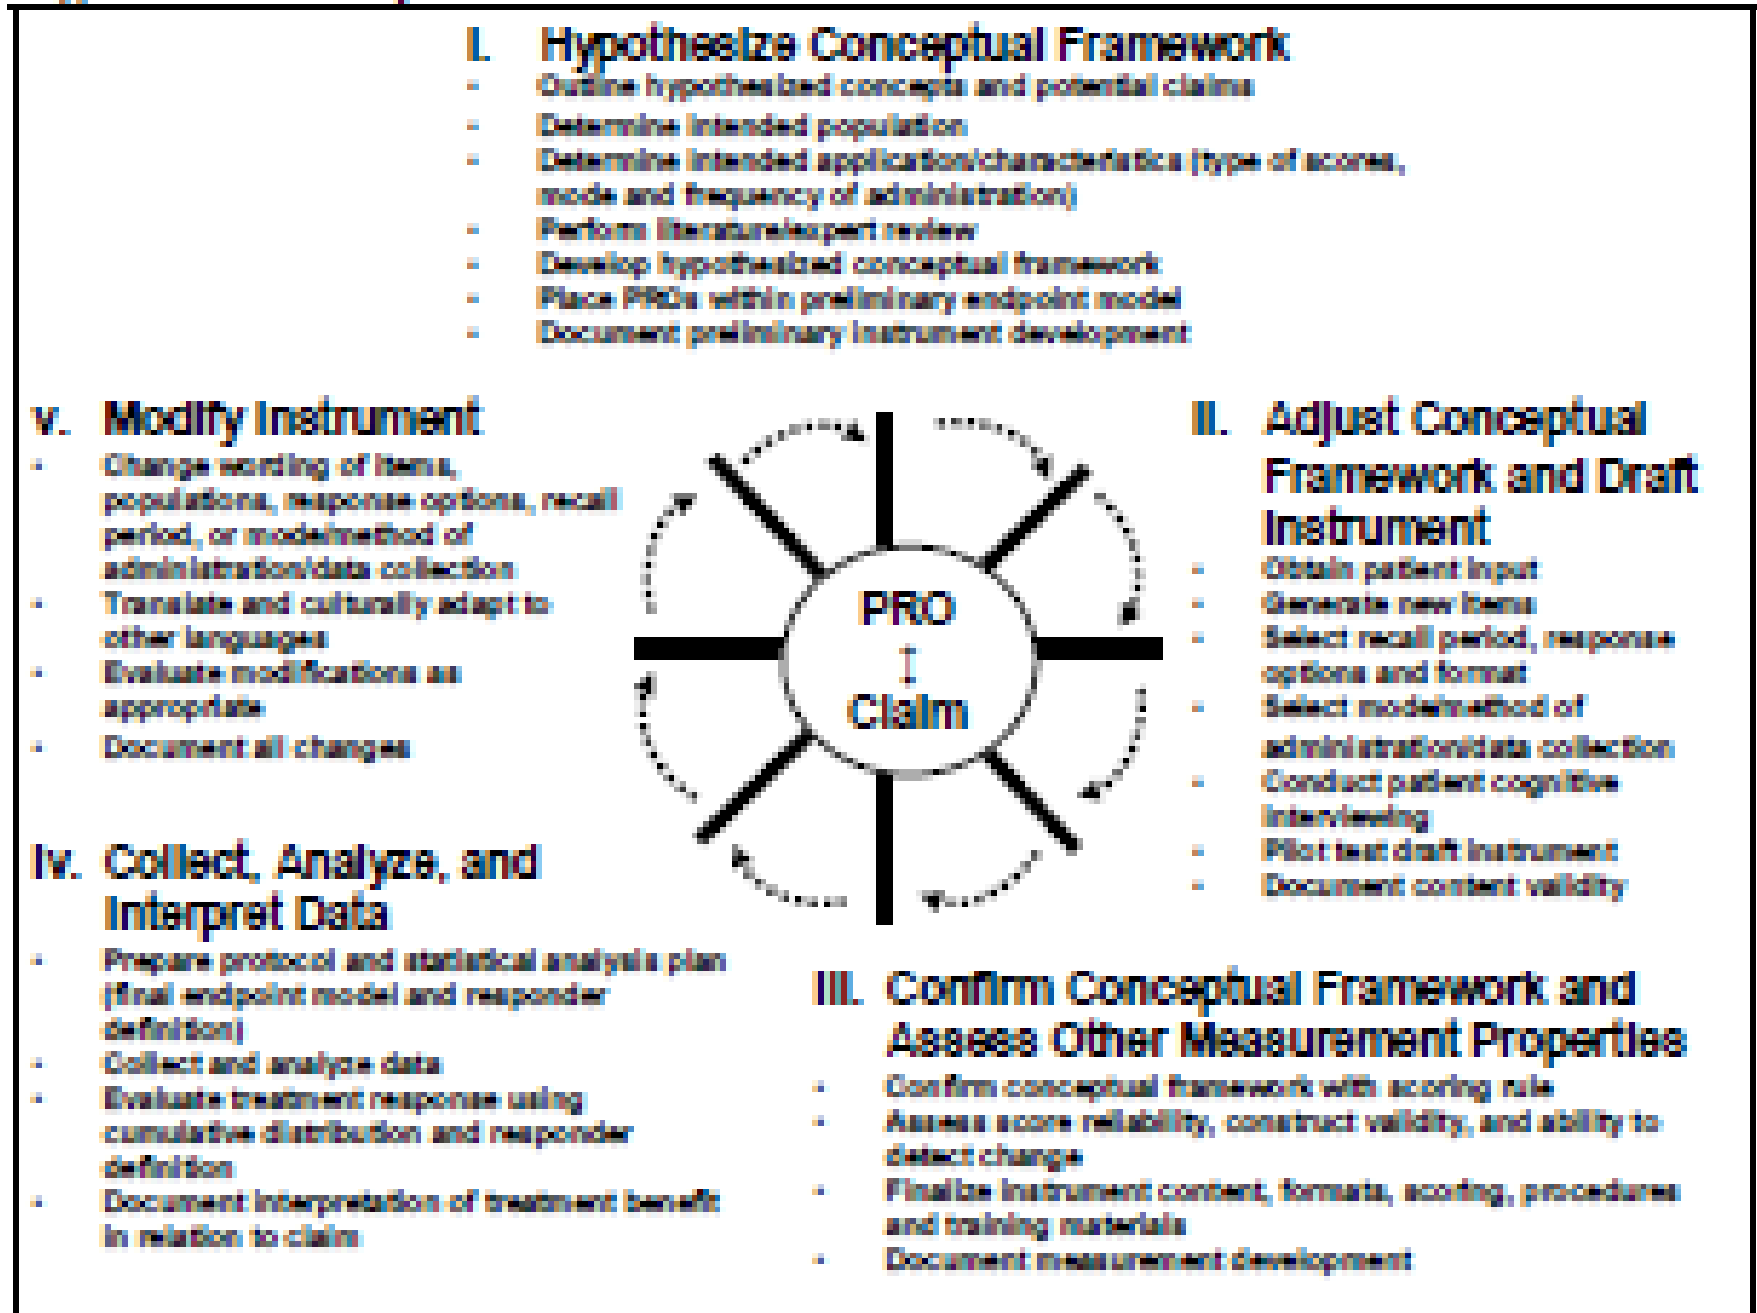 I. Hypothesize Conceptual Framework
- Outline hypothesized concepts and potential claims
- Determine intended population
- Determine intended application/characteristics (type of scores,
mode and frequency of administration)
- Perform literature/expert review
- Develop hypothesized conceptual framework
- Place PROs within preliminary endpoint model
- Document preliminary instrument development
II. Adjust Conceptual
Framework and Draft
Instrument
- Obtain patient input
- Generate new items
- Select recall period, response
options and format
- Select mode/method of
administration/data collection
- Conduct patient cognitive
interviewing
- Pilot test draft instrument
- Document content validity
PRO
Claim
III. Confirm Conceptual Framework and
Assess Other Measurement Properties
- Confirm conceptual framework with scoring rule
- Assess score reliability, construct validity, and ability to
detect change
- Finalize instrument content, formats, scoring, procedures
and training materials
- Document measurement development
iv. Collect, Analyze, and
Interpret Data
- Prepare protocol and statistical analysis plan
(final endpoint model and responder
definition)
- Collect and analyze data
- Evaluate treatment response using
cumulative distribution and responder
definition
- Document interpretation of treatment benefit
in relation to claim
v. Modify Instrument
- Change wording of items,
populations, response options, recall
period, or mode/method of
administration/data collection
- Translate and culturally adapt to
other languages
- Evaluate modifications as
appropriate
- Document all changes